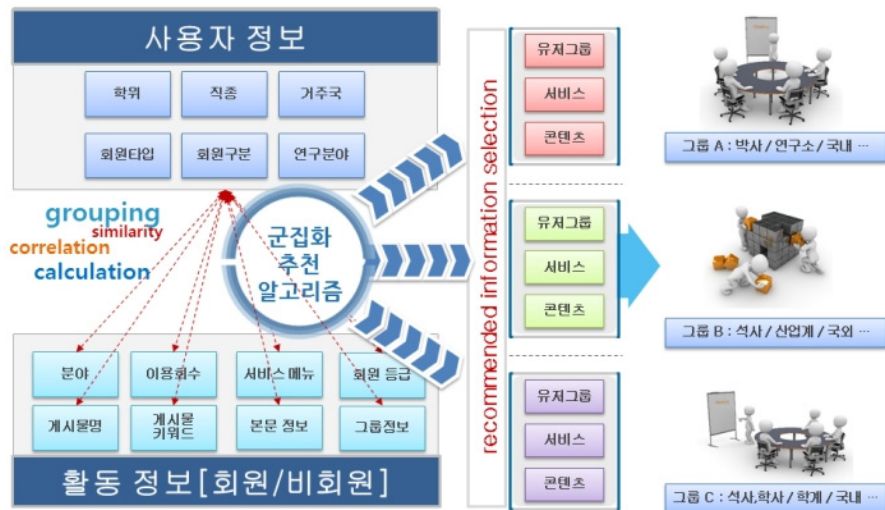 사용자 정보
학위
직종
거주국
회원타입
회원구분
연구분야
grouping
similarity
correlation
calculation
군집화
추천
알고리즘
분야
이용회수
서비스 메뉴
회원 등급
게시물명
게시물
키워드
본문 정보
그룹정보
활동 정보[회원/비회원]
recommended information selection
유저그룹
서비스
콘텐츠
유저그룹
서비스
콘텐츠
유저그룹
서비스
콘텐츠
그룹 A : 박사 / 연구소 / 국내 ···
그룹 B : 석사 / 산업계 / 국외 ···
그룹 C : 석사,학사 / 학계 / 국내 ···